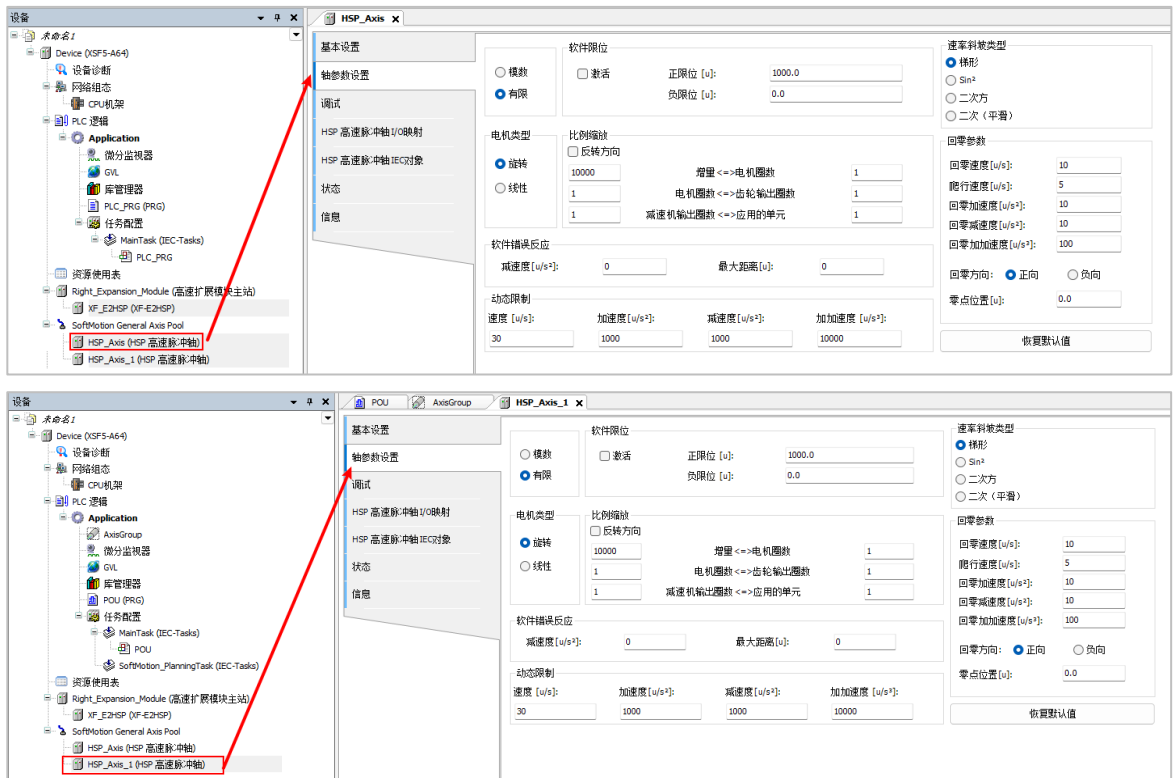 设备
HSP_Axis
未命名1
Device (XSF5-A64)
设备诊断
网络组态
CPU机架
PLC 逻辑
Application
微分监视器
GVL
库管理器
PLC_PRG (PRG)
任务配置
MainTask (IEC-Tasks)
PLC_PRG
资源使用表
Right_Expansion_Module (高速扩展模块主站)
XF_E2HSP (XF-E2HSP)
SoftMotion General Axis Pool
HSP_Axis (HSP 高速脉冲轴)
HSP_Axis_1 (HSP 高速脉冲轴)
基本设置
轴参数设置
调试
HSP 高速脉冲轴I/O映射
HSP 高速脉冲轴IEC对象
状态
信息
模数
有限
软件限位
激活 正限位 [u]: 1000.0
负限位 [u]: 0.0
电机类型
旋转
线性
比例缩放
反转方向
10000 增量 <=>电机圈数 1
1 电机圈数 <=>齿轮输出圈数 1
1 减速机输出圈数 <=>应用的单元 1
软件错误反应
减速度[u/s²]: 0 最大距离[u]: 0
动态限制
速度 [u/s]: 加速度[u/s²]: 减速度[u/s²]: 加加速度 [u/s³]:
30 1000 1000 10000
速率斜坡类型
梯形
Sin²
二次方
二次（平滑）
回零参数
回零速度[u/s]: 10
爬行速度[u/s]: 5
回零加速度[u/s²]: 10
回零减速度[u/s²]: 10
回零加加速度[u/s³]: 100
回零方向: 正向 负向
零点位置[u]: 0.0
恢复默认值
设备
POU AxisGroup HSP_Axis_1
未命名1
Device (XSF5-A64)
设备诊断
网络组态
CPU机架
PLC 逻辑
Application
AxisGroup
微分监视器
GVL
库管理器
POU (PRG)
任务配置
MainTask (IEC-Tasks)
POU
SoftMotion_PlanningTask (IEC-Tasks)
资源使用表
Right_Expansion_Module (高速扩展模块主站)
XF_E2HSP (XF-E2HSP)
SoftMotion General Axis Pool
HSP_Axis (HSP 高速脉冲轴)
HSP_Axis_1 (HSP 高速脉冲轴)
基本设置
轴参数设置
调试
HSP 高速脉冲轴I/O映射
HSP 高速脉冲轴IEC对象
状态
信息
模数
有限
软件限位
激活 正限位 [u]: 1000.0
负限位 [u]: 0.0
电机类型
旋转
线性
比例缩放
反转方向
10000 增量 <=>电机圈数 1
1 电机圈数 <=>齿轮输出圈数 1
1 减速机输出圈数 <=>应用的单元 1
软件错误反应
减速度[u/s²]: 0 最大距离[u]: 0
动态限制
速度 [u/s]: 加速度[u/s²]: 减速度[u/s²]: 加加速度 [u/s³]:
30 1000 1000 10000
速率斜坡类型
梯形
Sin²
二次方
二次（平滑）
回零参数
回零速度[u/s]: 10
爬行速度[u/s]: 5
回零加速度[u/s²]: 10
回零减速度[u/s²]: 10
回零加加速度[u/s³]: 100
回零方向: 正向 负向
零点位置[u]: 0.0
恢复默认值